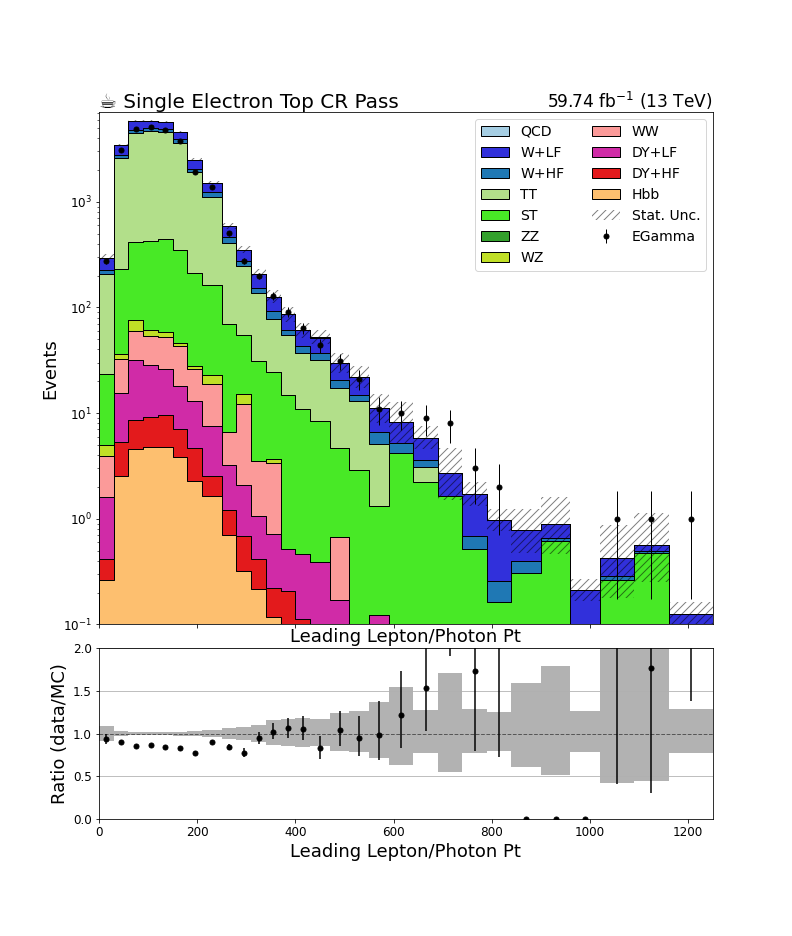 ☕ Single Electron Top CR Pass 59.74 fb⁻¹ (13 TeV)
QCD WW
W+LF DY+LF
W+HF DY+HF
TT Hbb
ST Stat. Unc.
ZZ EGamma
WZ
Events
10³
10²
10¹
10⁰
10⁻¹
Leading Lepton/Photon Pt
Ratio (data/MC)
2.0
1.5
1.0
0.5
0.0
0 200 400 600 800 1000 1200
Leading Lepton/Photon Pt